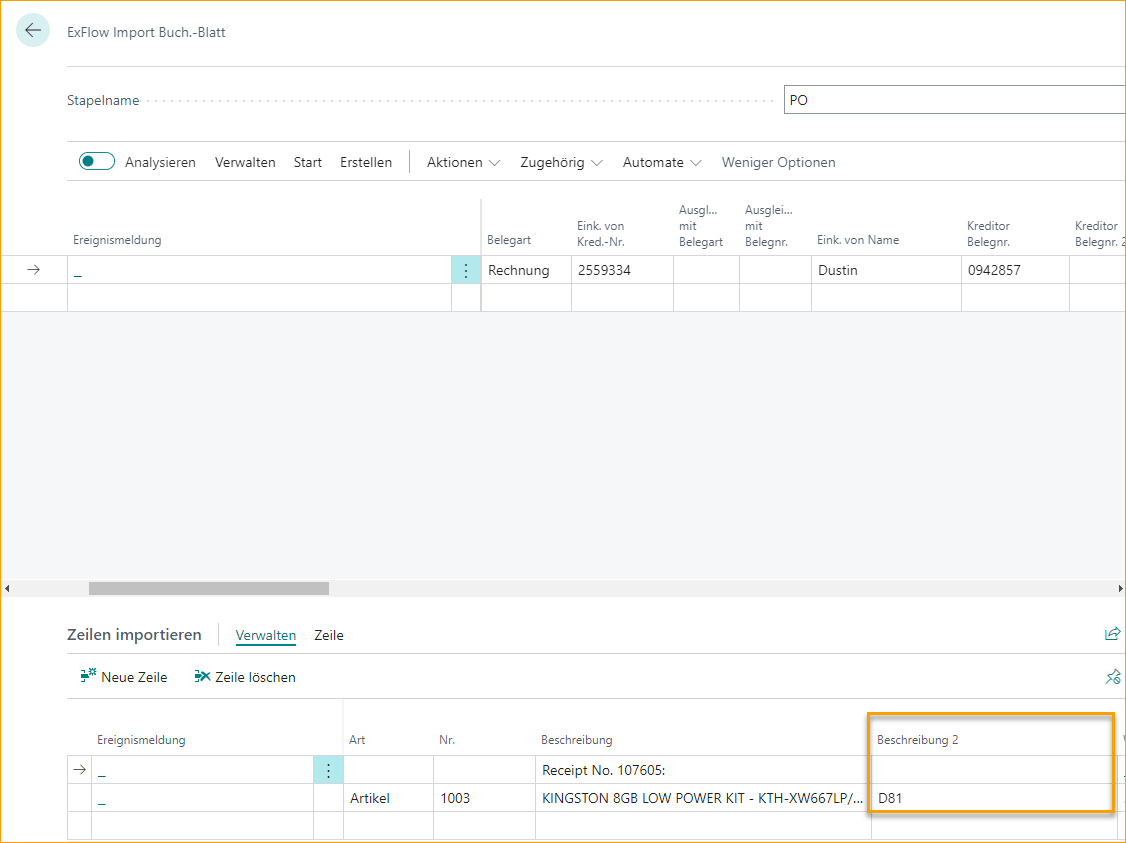 ExFlow Import Buch.-Blatt
Stapelname
PO
Analysieren Verwalten Start Erstellen Aktionen Zugehörig Automate Weniger Optionen
Ereignismeldung Belegart Eink. von Kred.-Nr. Ausgl... mit Belegart Ausglei... mit Belegnr. Eink. von Name Kreditor Belegnr. Kreditor Belegnr. 2
_ Rechnung 2559334 Dustin 0942857
Zeilen importieren Verwalten Zeile
Neue Zeile Zeile löschen
Ereignismeldung Art Nr. Beschreibung Beschreibung 2
_ Receipt No. 107605:
_ Artikel 1003 KINGSTON 8GB LOW POWER KIT - KTH-XW667LP/... D81